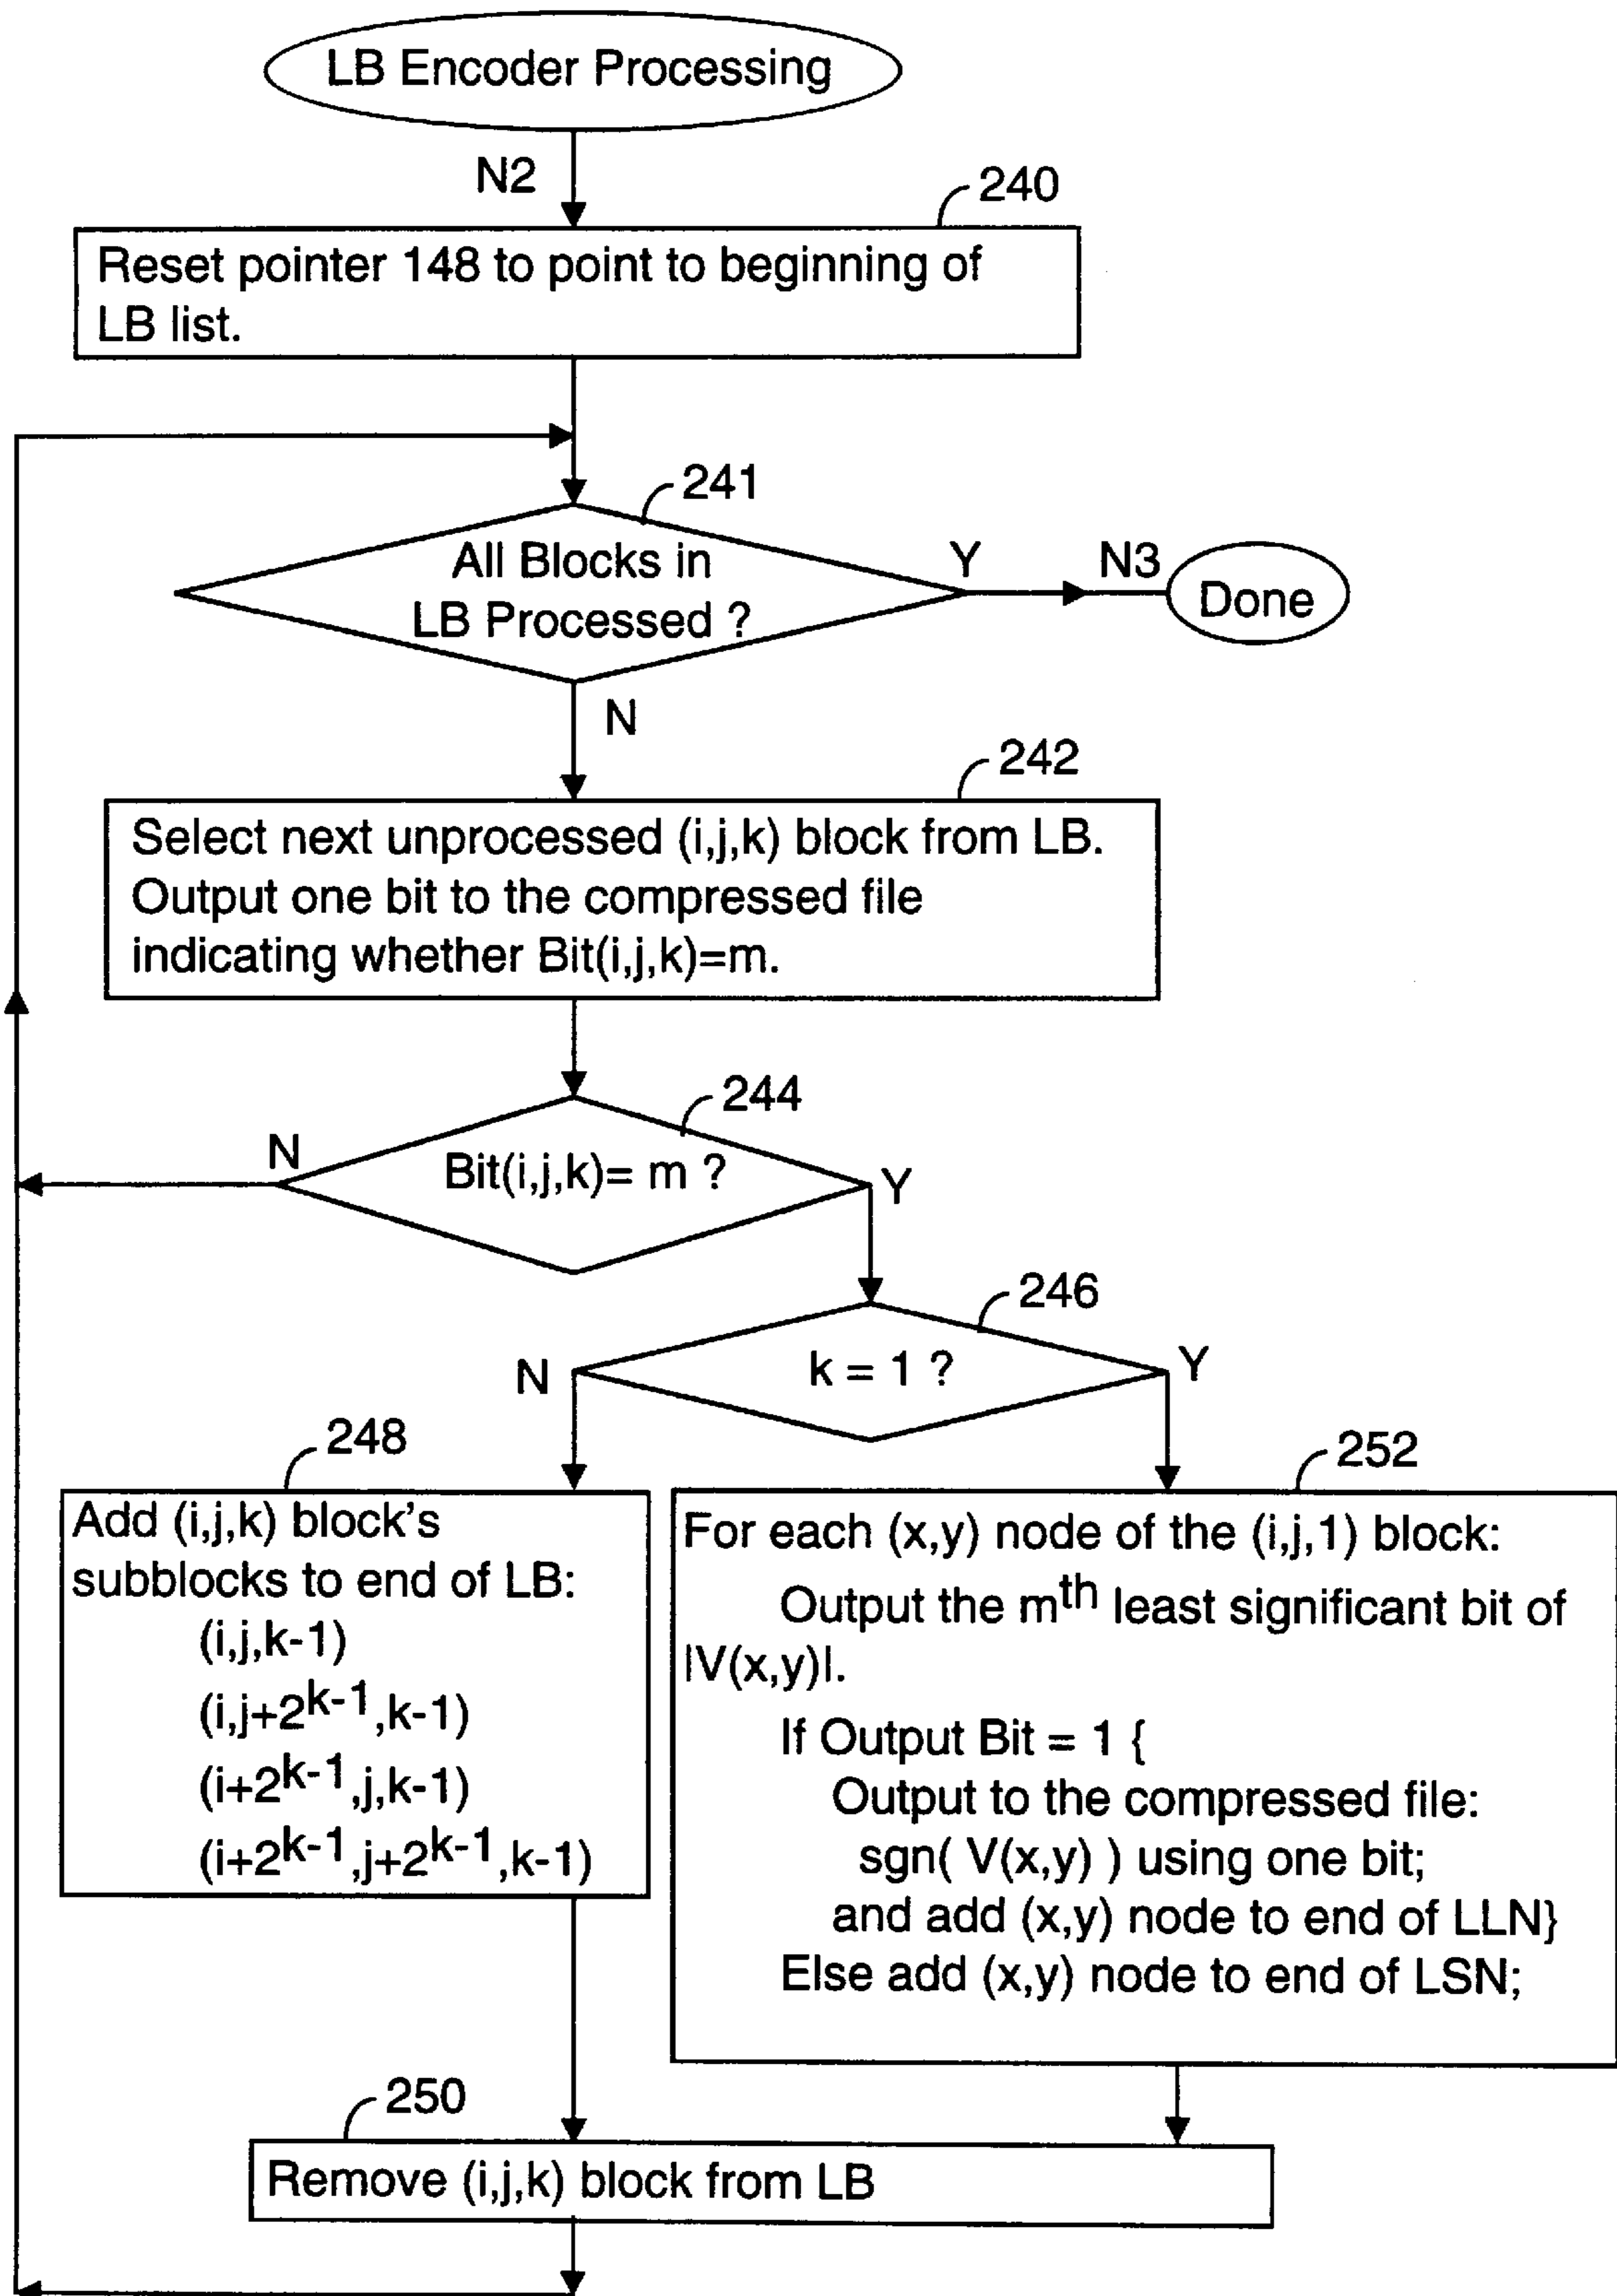 LB Encoder Processing
N2
240
Reset pointer 148 to point to beginning of
LB list.
241
All Blocks in
LB Processed ?
Y
N3
Done
N
242
Select next unprocessed (i,j,k) block from LB.
Output one bit to the compressed file
indicating whether Bit(i,j,k)=m.
244
N
Bit(i,j,k)= m ?
Y
246
N
k = 1 ?
Y
248
Add (i,j,k) block's
subblocks to end of LB:
(i,j,k-1)
(i,j+2^k-1,k-1)
(i+2^k-1,j,k-1)
(i+2^k-1,j+2^k-1,k-1)
252
For each (x,y) node of the (i,j,1) block:
Output the m^th least significant bit of
|V(x,y)|.
If Output Bit = 1 {
Output to the compressed file:
sgn( V(x,y) ) using one bit;
and add (x,y) node to end of LLN}
Else add (x,y) node to end of LSN;
250
Remove (i,j,k) block from LB